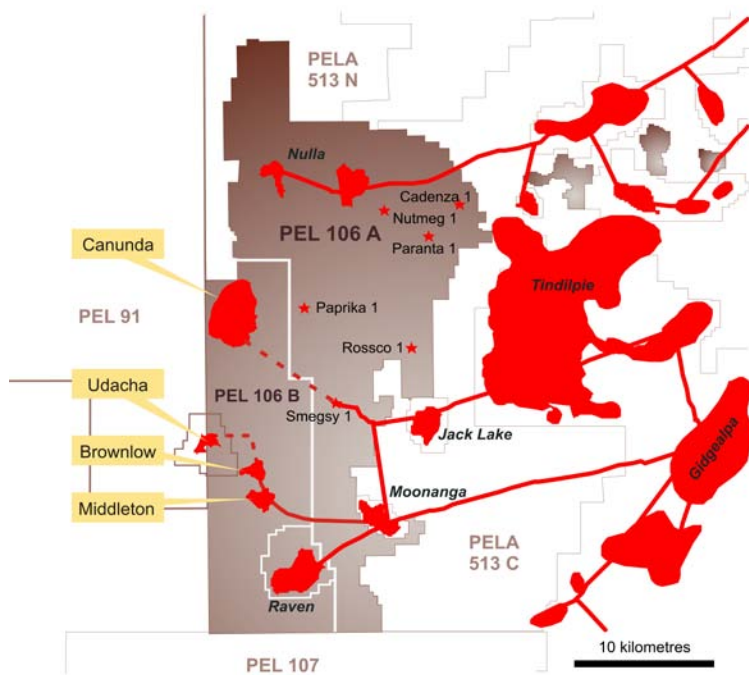 PELA
513 N
Nulla
Cadenza 1
Nutmeg 1
PEL 106 A
Paranta 1
Canunda
Tindilpie
PEL 91
Paprika 1
Rossco 1
Udacha
PEL 106 B
Smegsy 1
Jack Lake
Brownlow
Gidgealpa
Middleton
Moonanga
PELA
513 C
Raven
10 kilometres
PEL 107